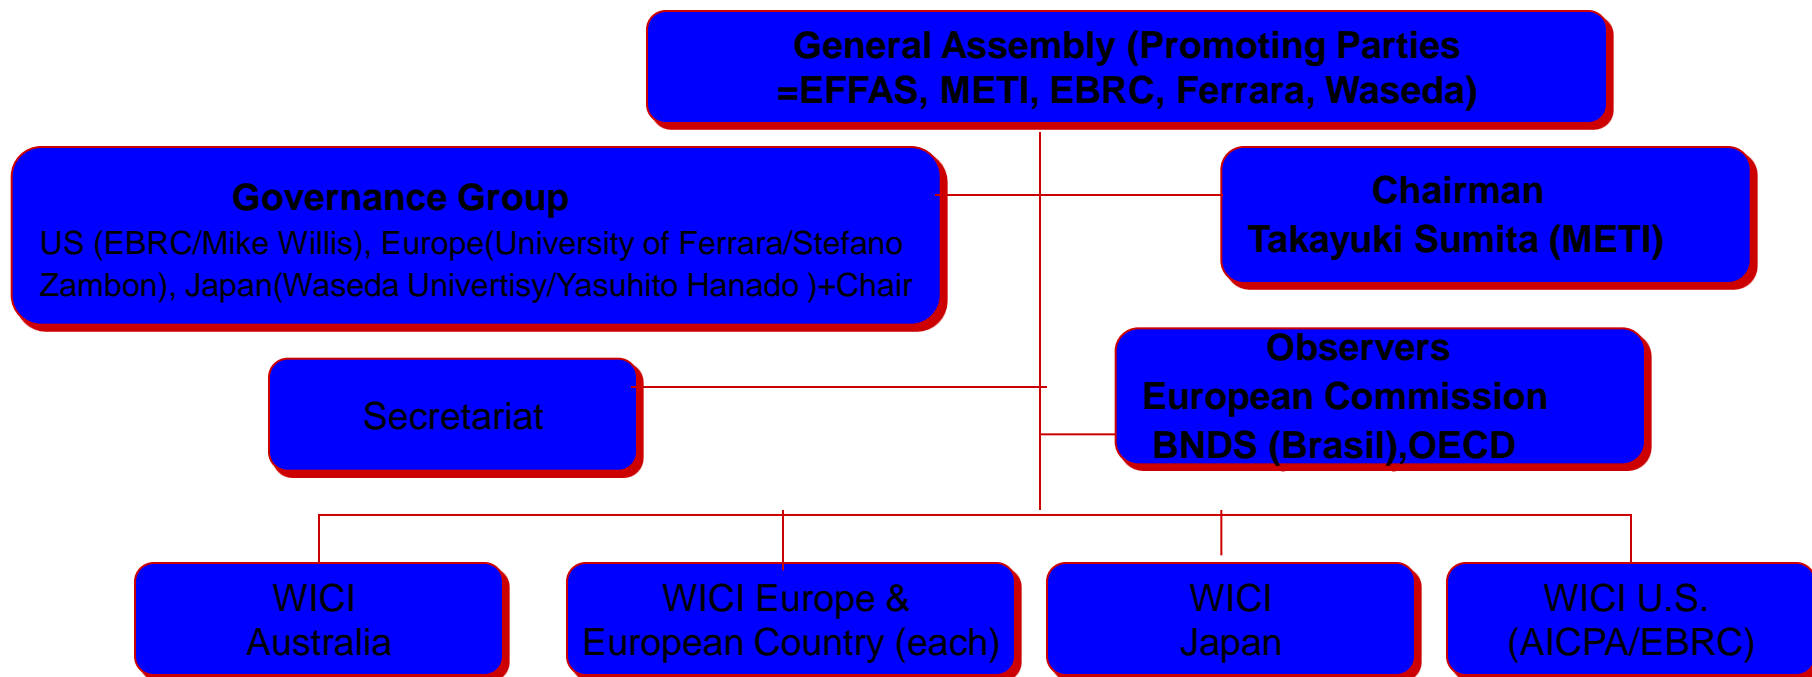 General Assembly (Promoting Parties
=EFFAS, METI, EBRC, Ferrara, Waseda)
Governance Group
US (EBRC/Mike Willis), Europe(University of Ferrara/Stefano
Zambon), Japan(Waseda Univertisy/Yasuhito Hanado )+Chair
Chairman
Takayuki Sumita (METI)
Secretariat
Observers
European Commission
BNDS (Brasil),OECD
WICI
Australia
WICI Europe &
European Country (each)
WICI
Japan
WICI U.S.
(AICPA/EBRC)